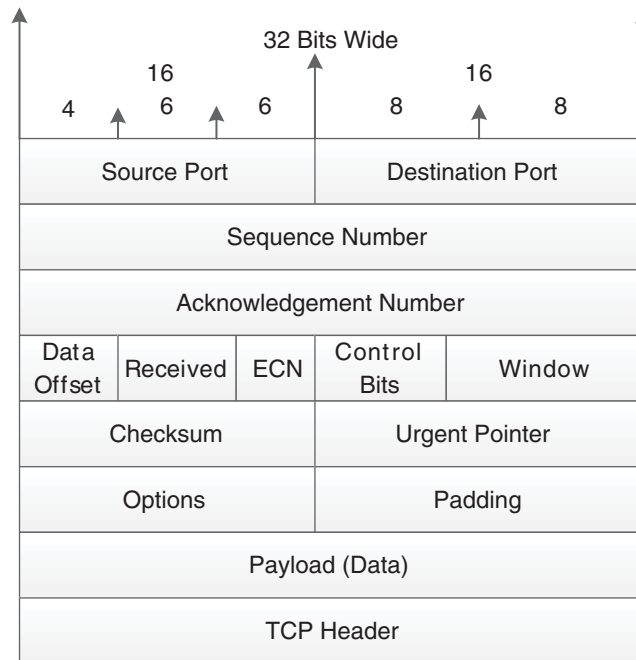 32 Bits Wide
16 16
4 6 6 8 8
Source Port Destination Port
Sequence Number
Acknowledgement Number
Data Offset Received ECN Control Bits Window
Checksum Urgent Pointer
Options Padding
Payload (Data)
TCP Header